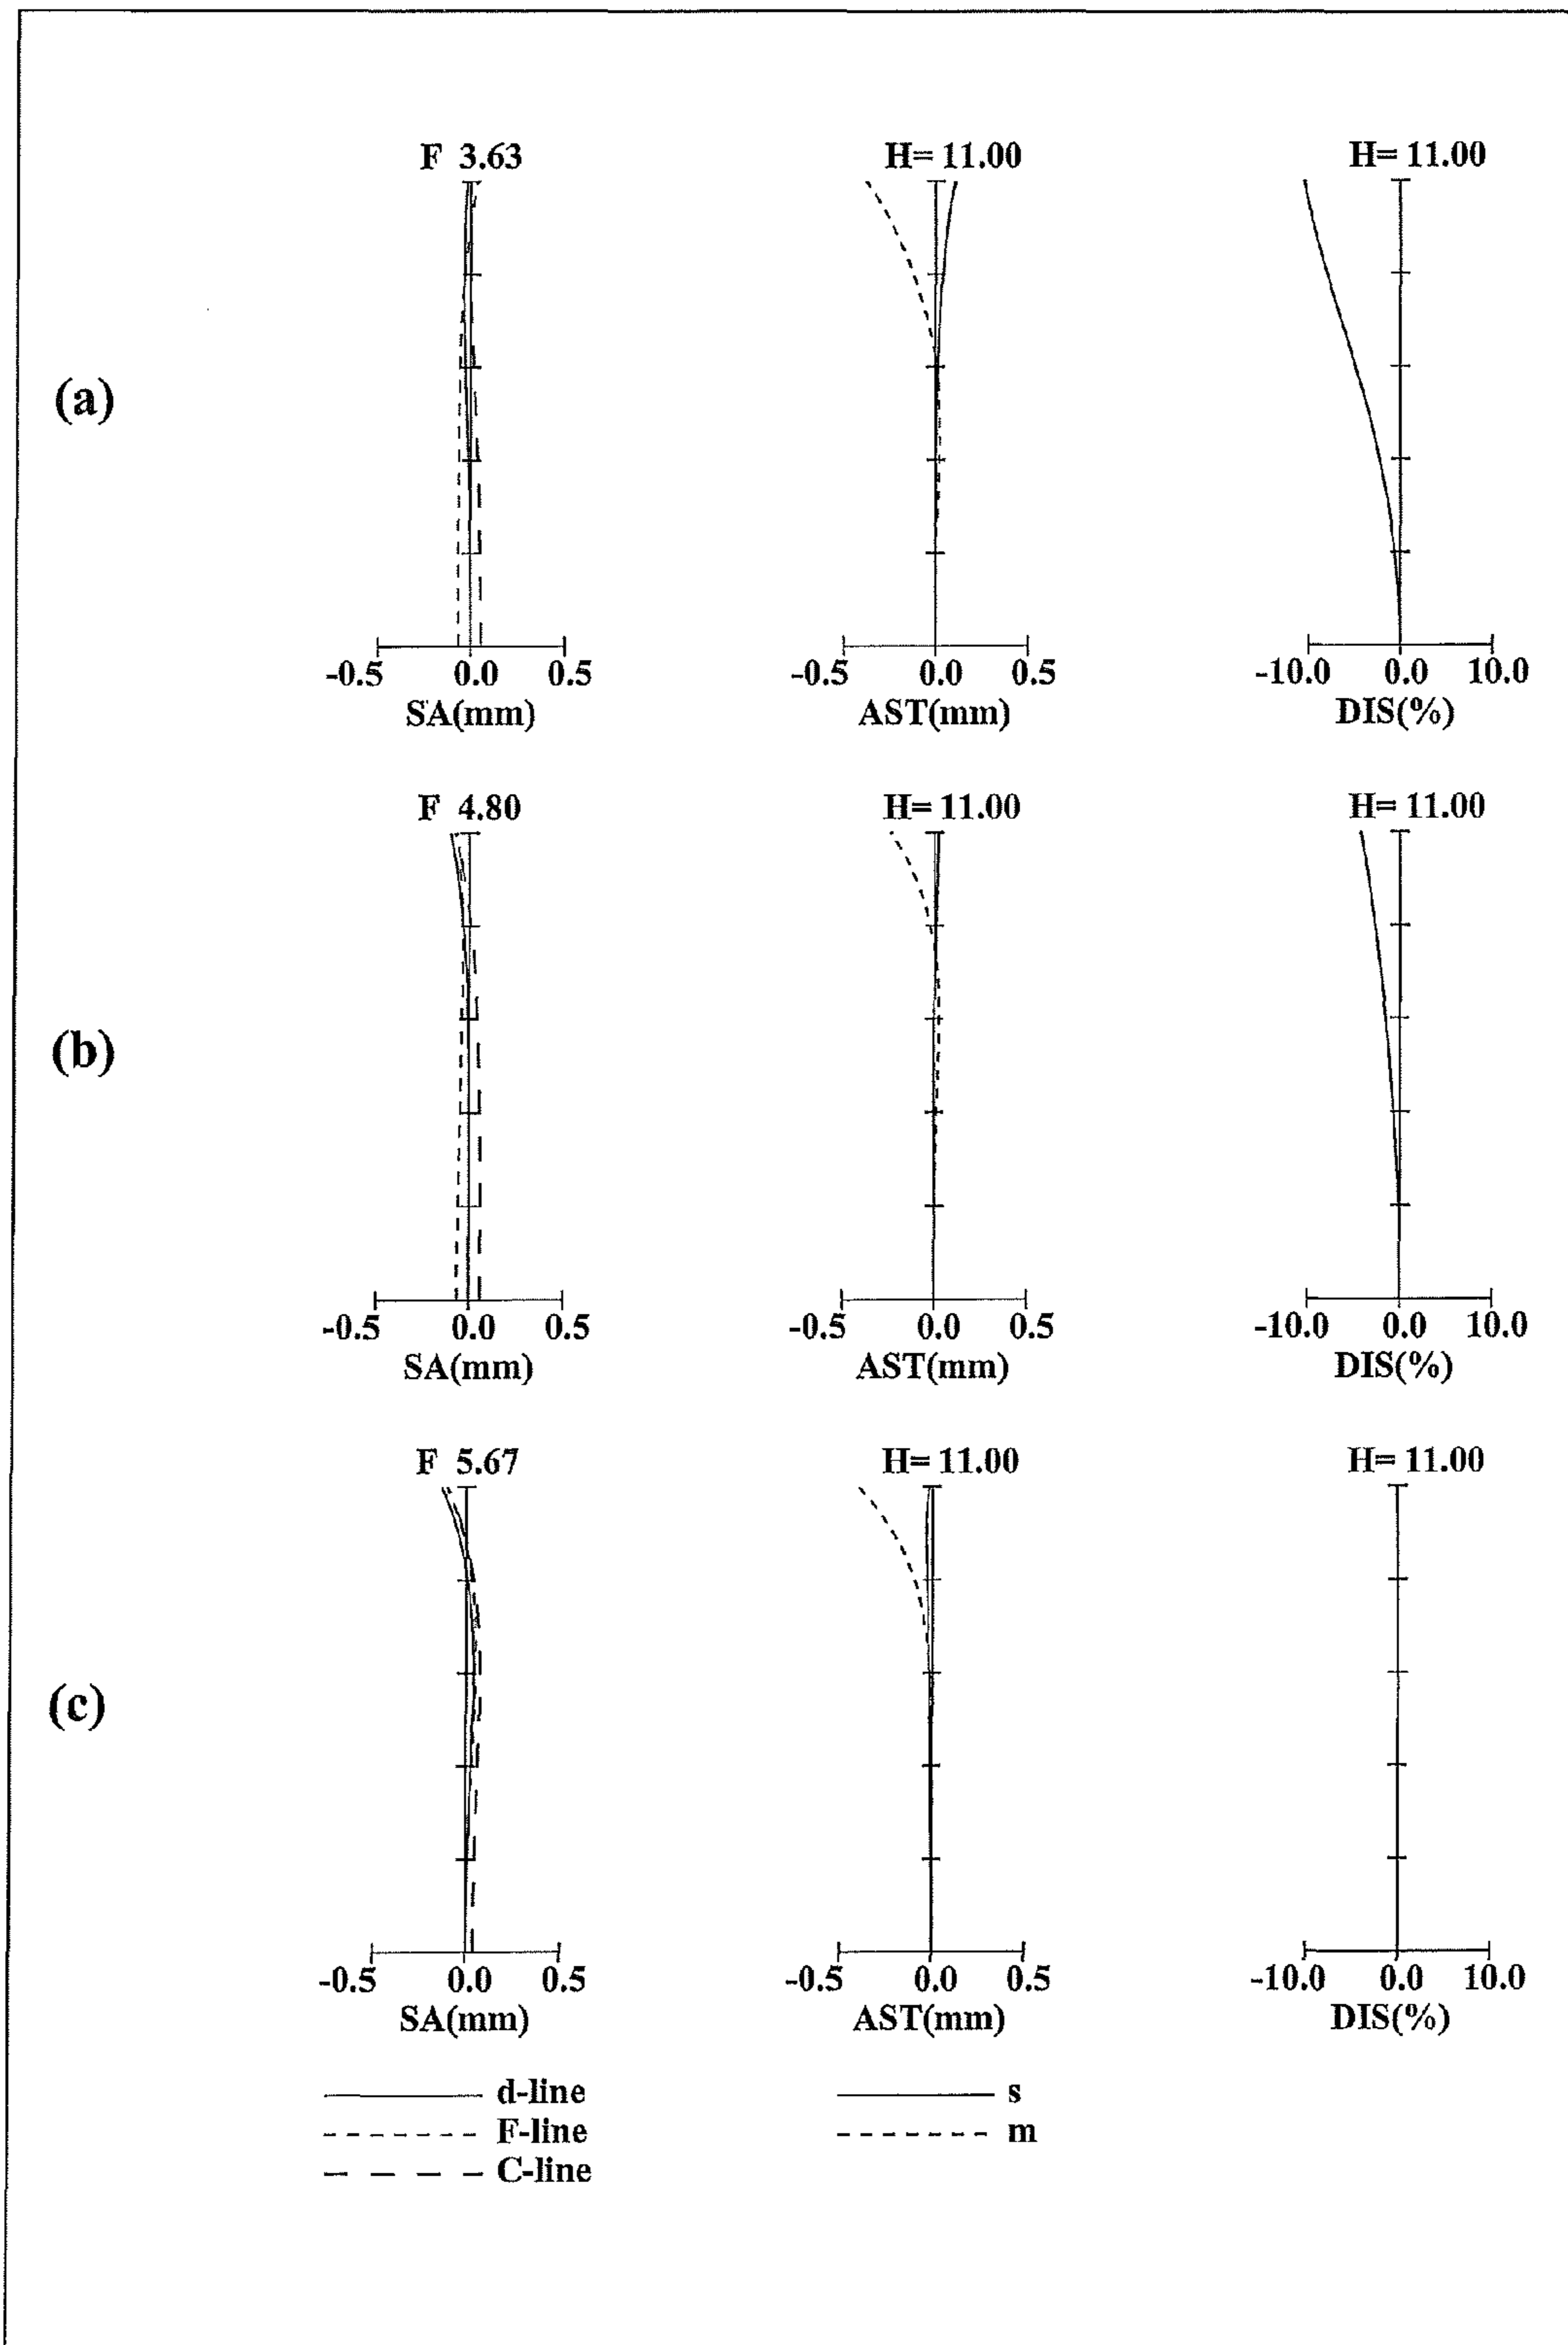 (a)
F 3.63
-0.5 0.0 0.5
SA(mm)
H= 11.00
-0.5 0.0 0.5
AST(mm)
H= 11.00
-10.0 0.0 10.0
DIS(%)
(b)
F 4.80
-0.5 0.0 0.5
SA(mm)
H= 11.00
-0.5 0.0 0.5
AST(mm)
H= 11.00
-10.0 0.0 10.0
DIS(%)
(c)
F 5.67
-0.5 0.0 0.5
SA(mm)
H= 11.00
-0.5 0.0 0.5
AST(mm)
H= 11.00
-10.0 0.0 10.0
DIS(%)
d-line
F-line
C-line
s
m